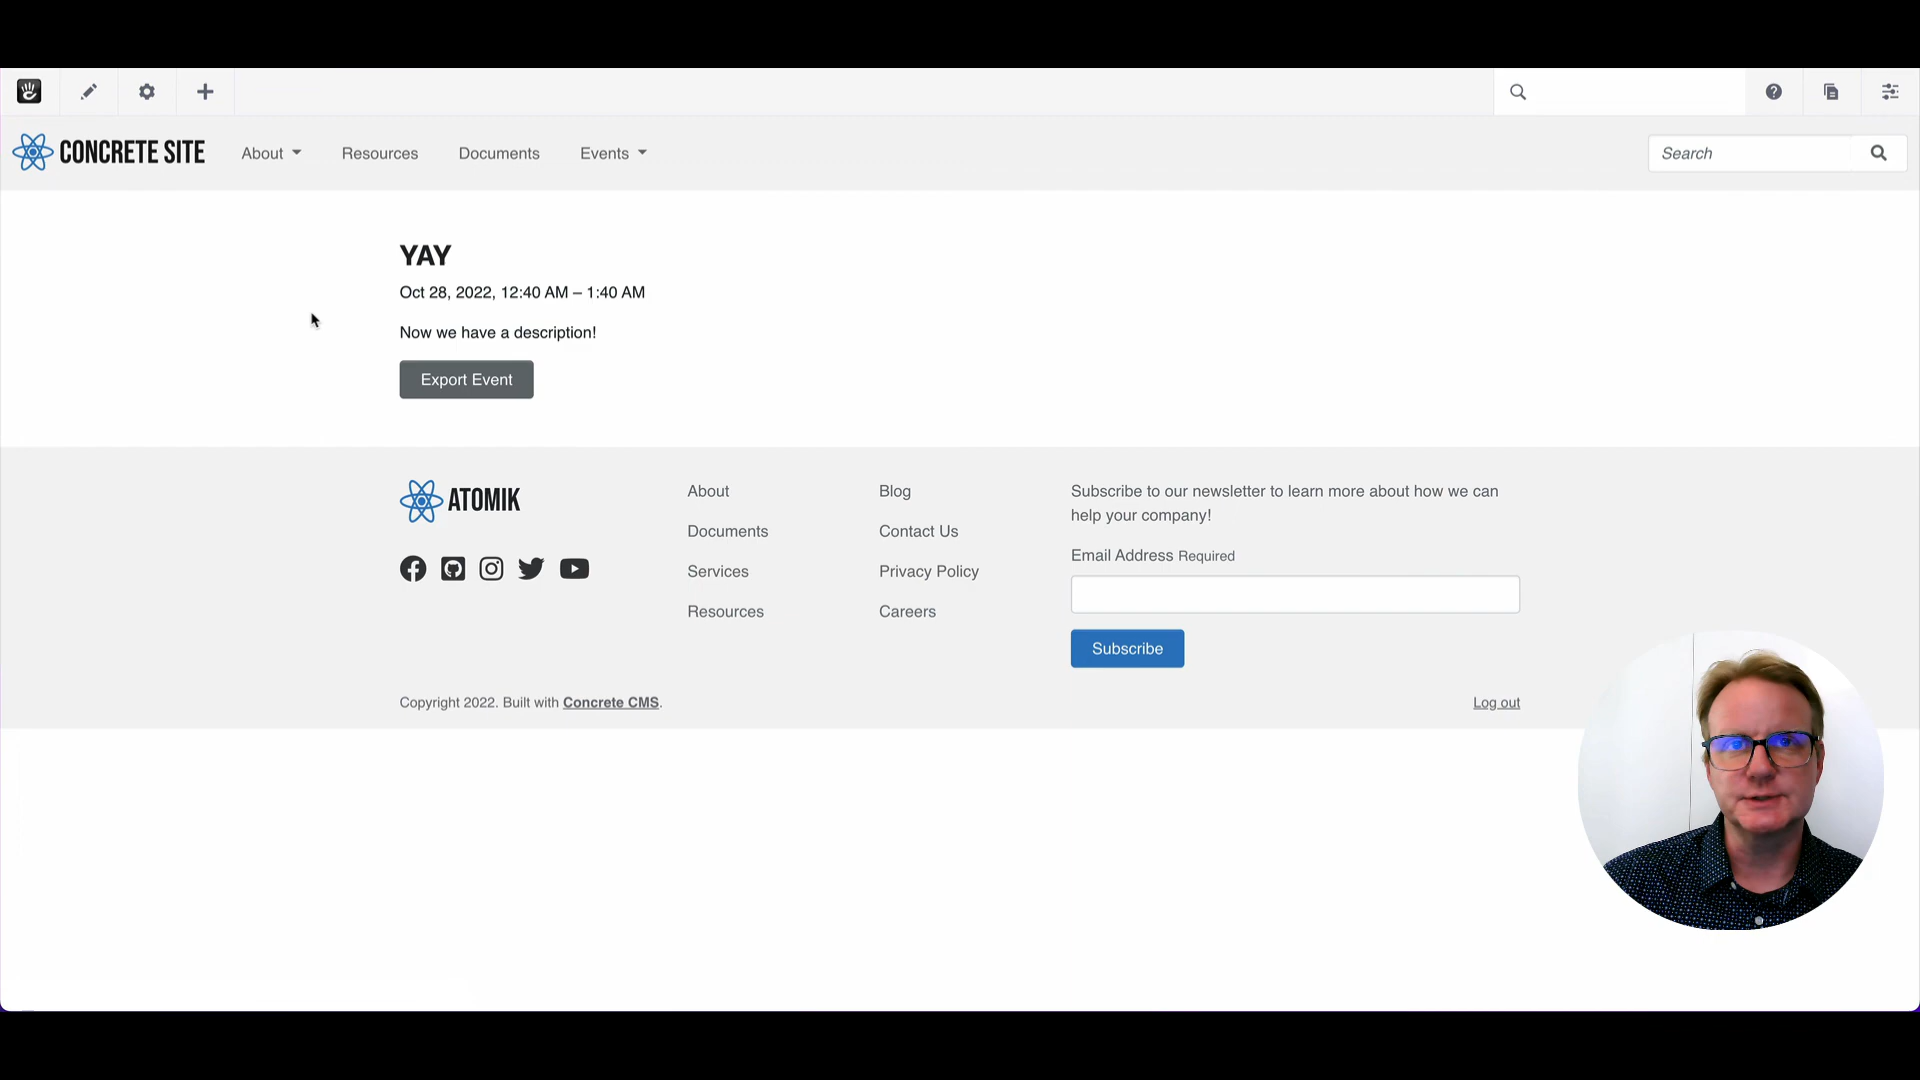 CONCRETE SITE
About
Resources
Documents
Events
Search
YAY
Oct 28, 2022, 12:40 AM – 1:40 AM
Now we have a description!
Export Event
ATOMIK
About
Documents
Services
Resources
Blog
Contact Us
Privacy Policy
Careers
Subscribe to our newsletter to learn more about how we can
help your company!
Email Address Required
Subscribe
Copyright 2022. Built with Concrete CMS.
Log out